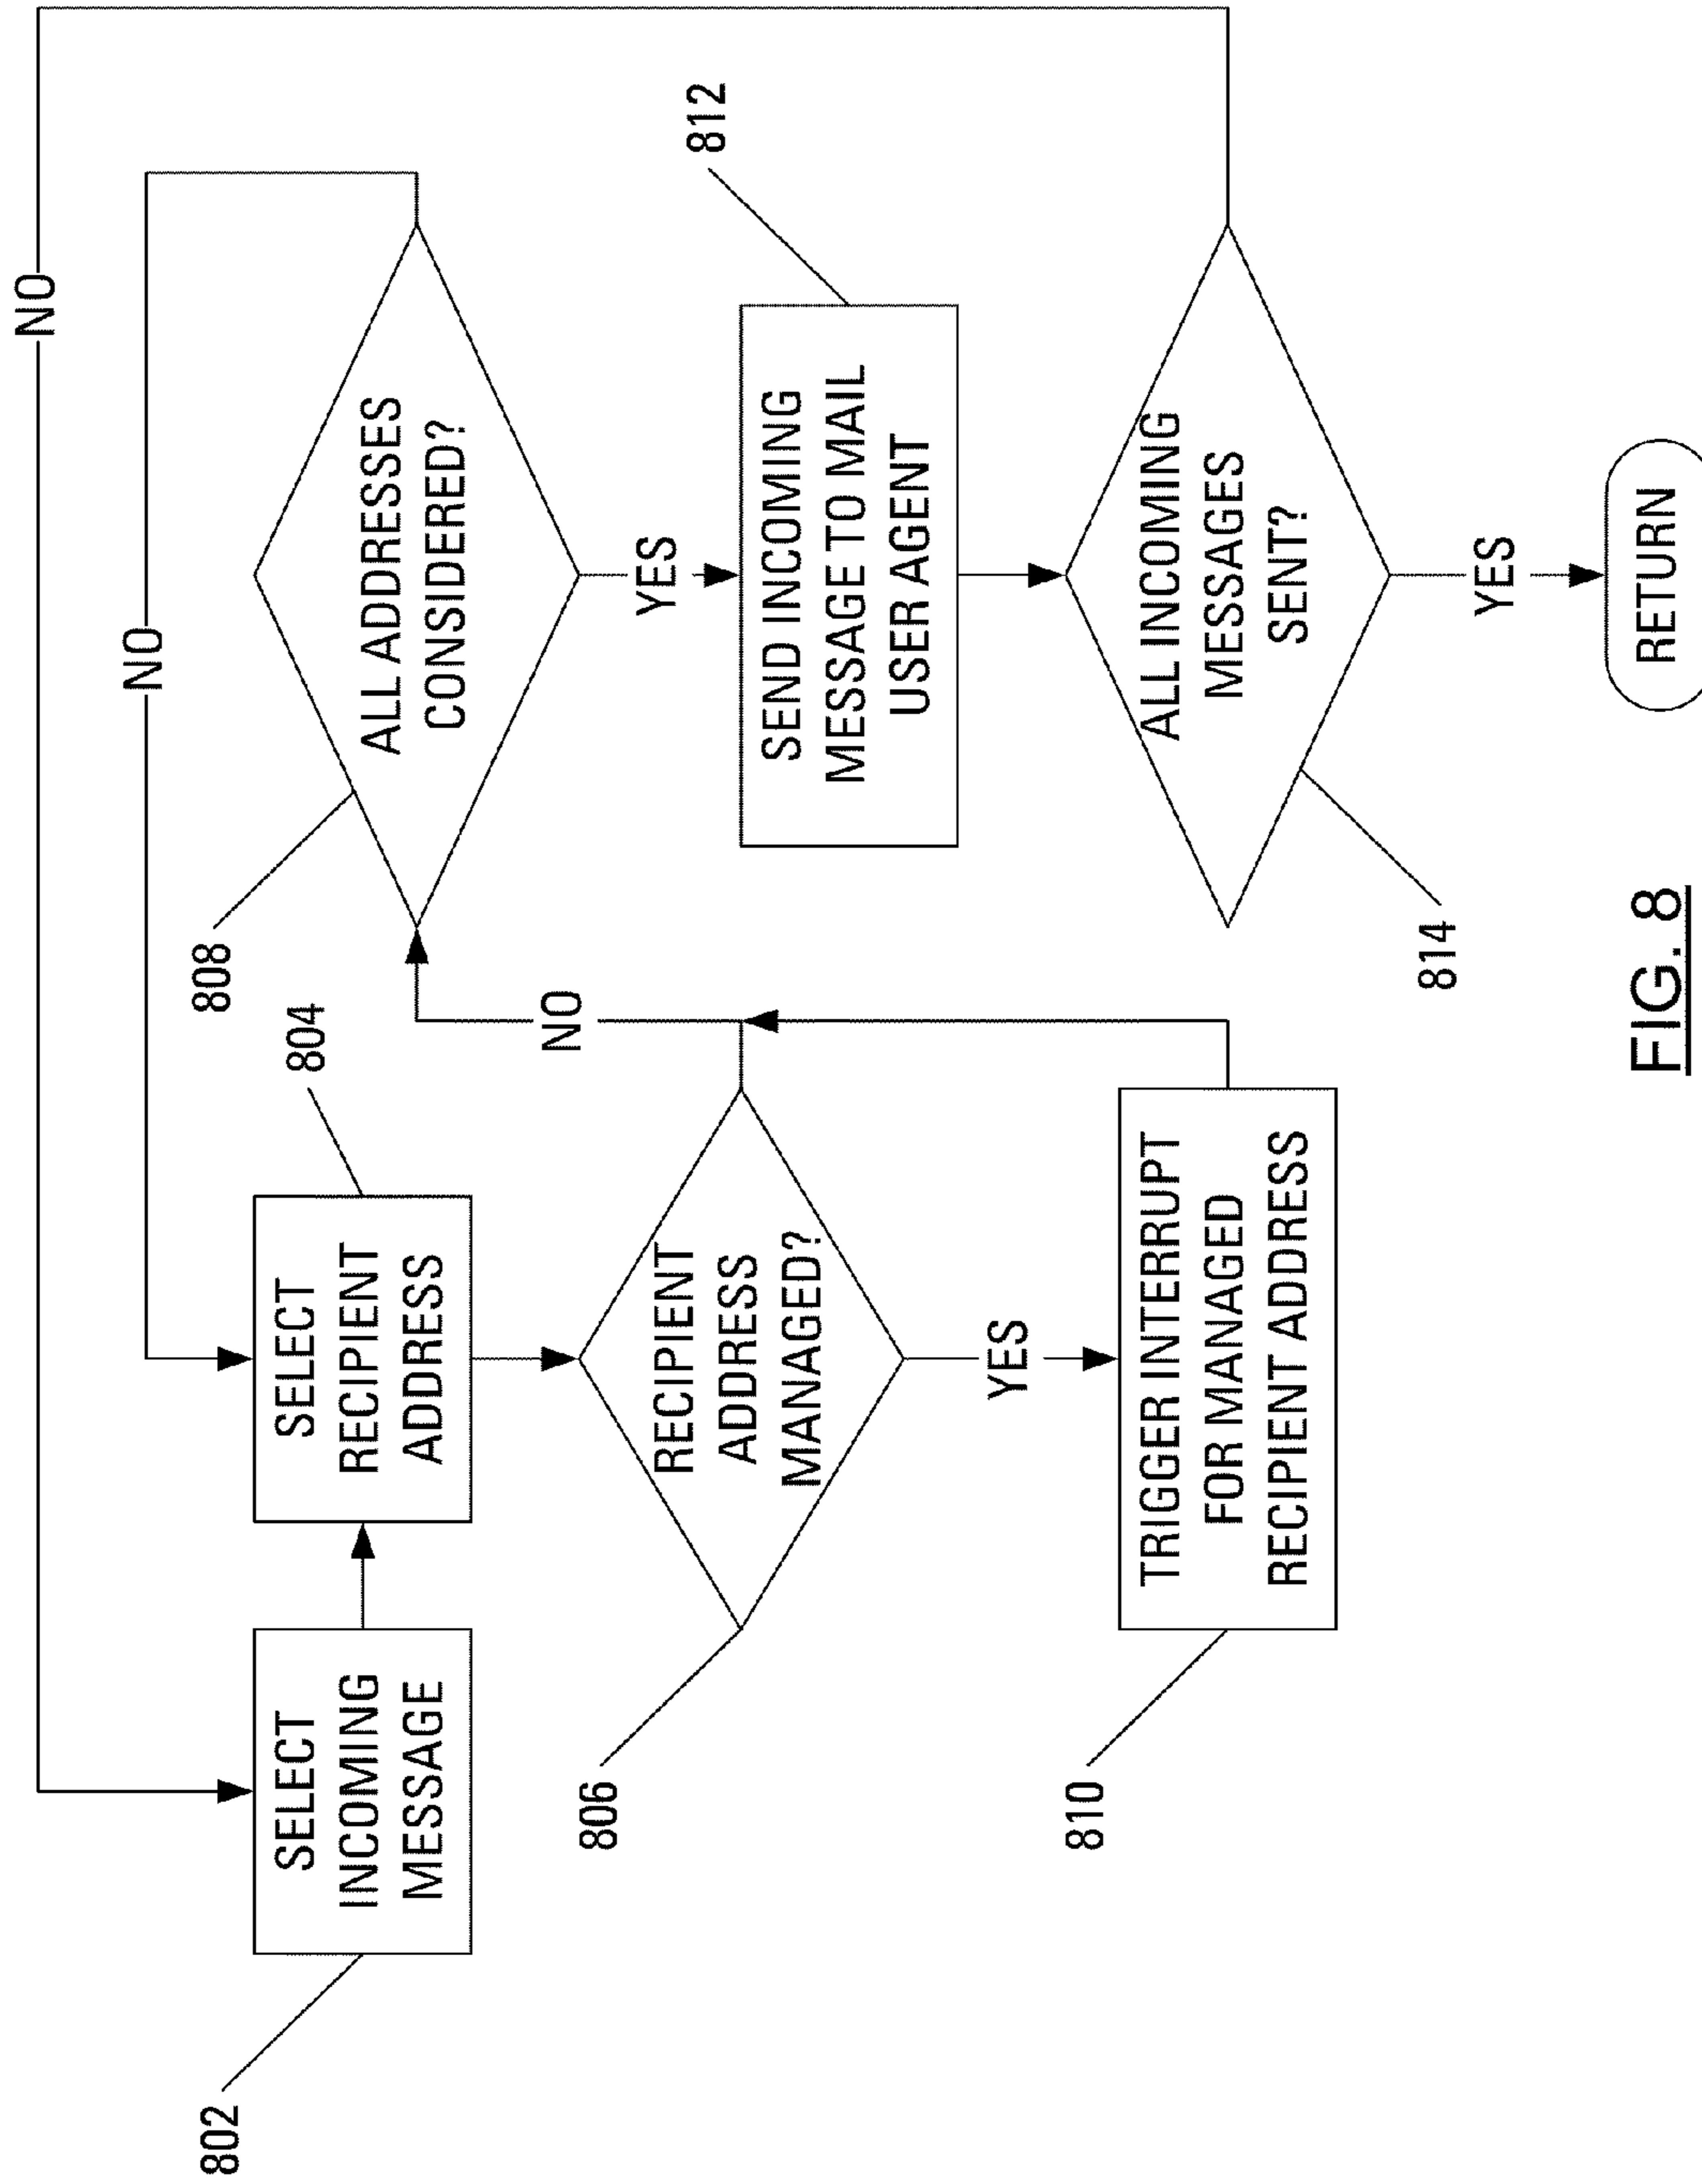 NO
NO
802
SELECT
INCOMING
MESSAGE
804
SELECT
RECIPIENT
ADDRESS
808
ALL ADDRESSES
CONSIDERED?
806
RECIPIENT
ADDRESS
MANAGED?
NO
YES
812
SEND INCOMING
MESSAGE TO MAIL
USER AGENT
YES
810
TRIGGER INTERRUPT
FOR MANAGED
RECIPIENT ADDRESS
814
ALL INCOMING
MESSAGES
SENT?
YES
RETURN
FIG. 8